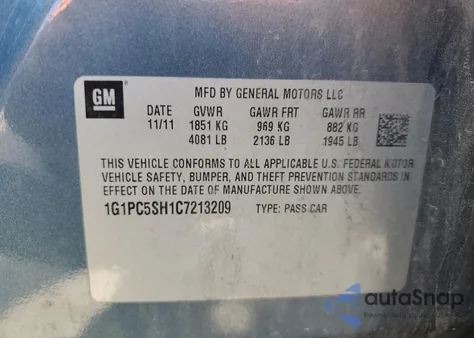 GM
MFD BY GENERAL MOTORS LLC
DATE GVWR GAWR FRT GAWR RR
11/11 1851 KG 969 KG 882 KG
4081 LB 2136 LB 1945 LB
THIS VEHICLE CONFORMS TO ALL APPLICABLE U.S. FEDERAL MOTOR
VEHICLE SAFETY, BUMPER, AND THEFT PREVENTION STANDARDS IN
EFFECT ON THE DATE OF MANUFACTURE SHOWN ABOVE.
1G1PC5SH1C7213209 TYPE: PASS CAR
autoSnap